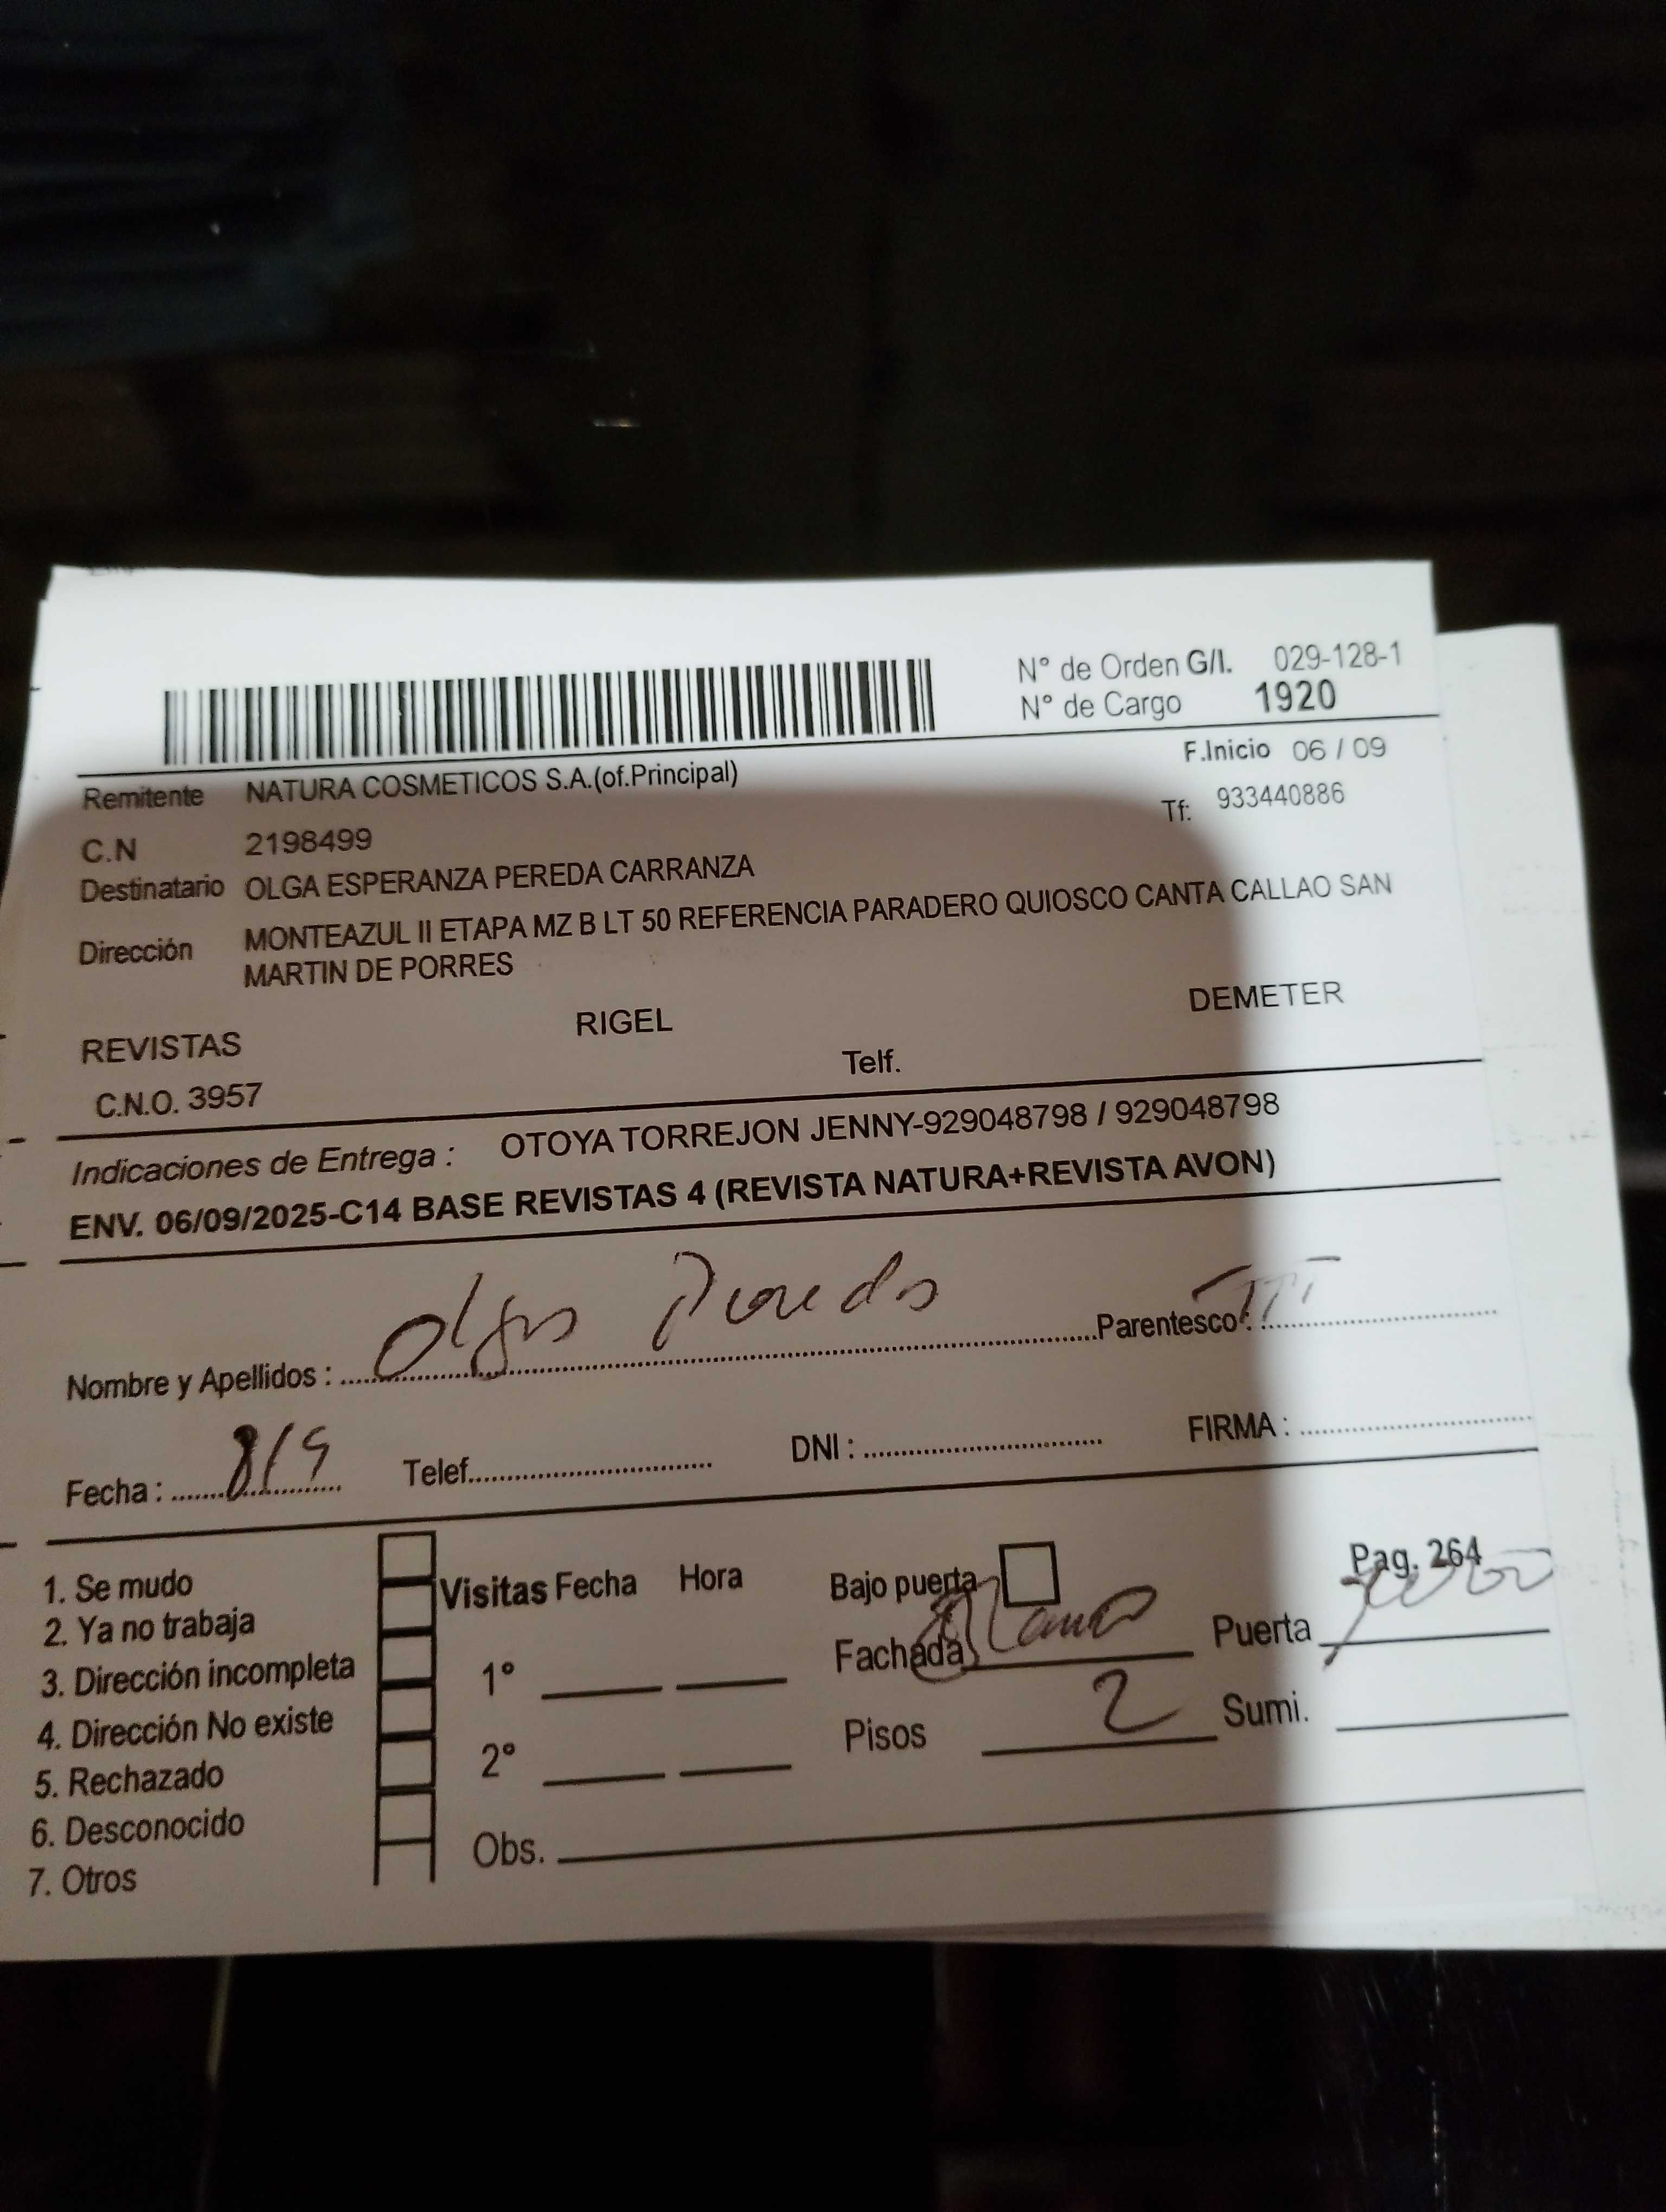 N° de Orden G/I. 029-128-1
N° de Cargo 1920
F.Inicio 06 / 09
Remitente NATURA COSMETICOS S.A.(of.Principal)
Tf: 933440886
C.N 2198499
Destinatario OLGA ESPERANZA PEREDA CARRANZA
Dirección MONTEAZUL II ETAPA MZ B LT 50 REFERENCIA PARADERO QUIOSCO CANTA CALLAO SAN
MARTIN DE PORRES
REVISTAS RIGEL DEMETER
C.N.O. 3957 Telf.
Indicaciones de Entrega : OTOYA TORREJON JENNY-929048798 / 929048798
ENV. 06/09/2025-C14 BASE REVISTAS 4 (REVISTA NATURA+REVISTA AVON)
Nombre y Apellidos : Olga Pereda Parentesco : TTT
Fecha : 8/9 Telef. DNI : FIRMA :
Pag. 264
1. Se mudo Visitas Fecha Hora Bajo puerta
2. Ya no trabaja Fachada Blanco Puerta
3. Dirección incompleta 1°
4. Dirección No existe Pisos 2 Sumi.
5. Rechazado 2°
6. Desconocido
7. Otros Obs.